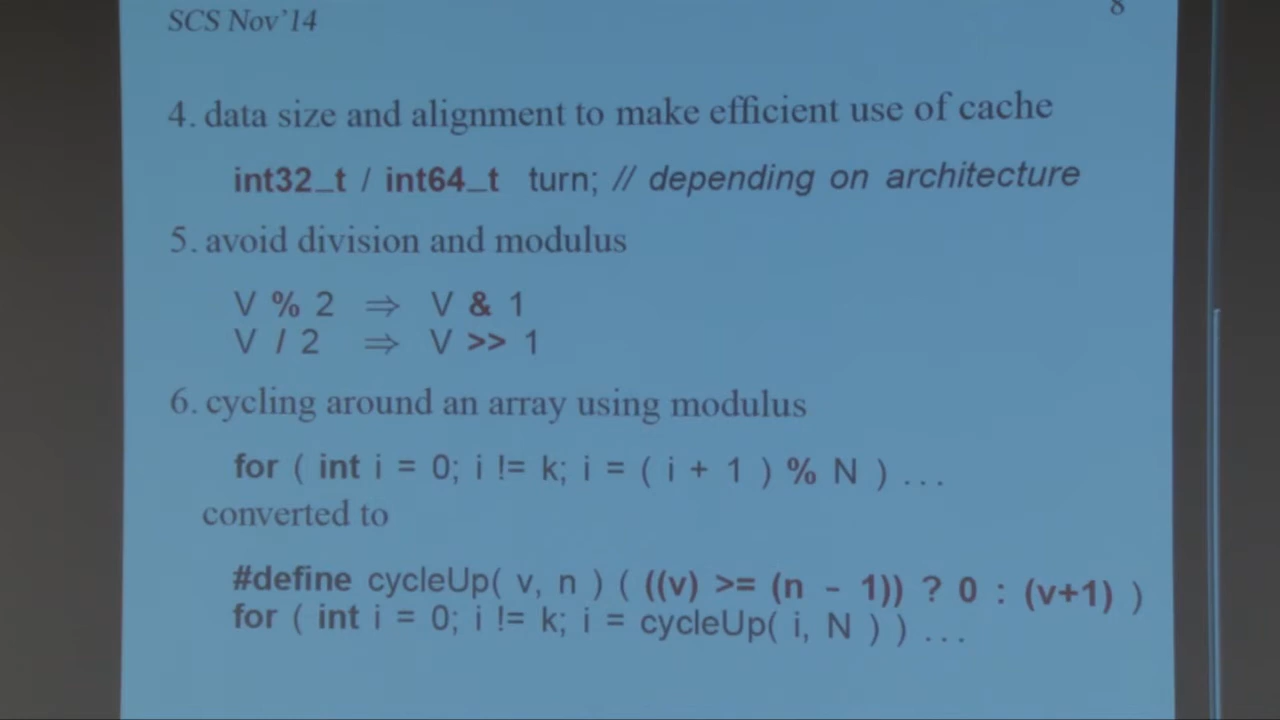 SCS Nov'14
8
4. data size and alignment to make efficient use of cache
int32_t / int64_t turn; // depending on architecture
5. avoid division and modulus
V % 2 ⇒ V & 1
V / 2 ⇒ V >> 1
6. cycling around an array using modulus
for ( int i = 0; i != k; i = ( i + 1 ) % N ) ...
converted to
#define cycleUp( v, n ) ( ((v) >= (n - 1)) ? 0 : (v+1) )
for ( int i = 0; i != k; i = cycleUp( i, N ) ) ...